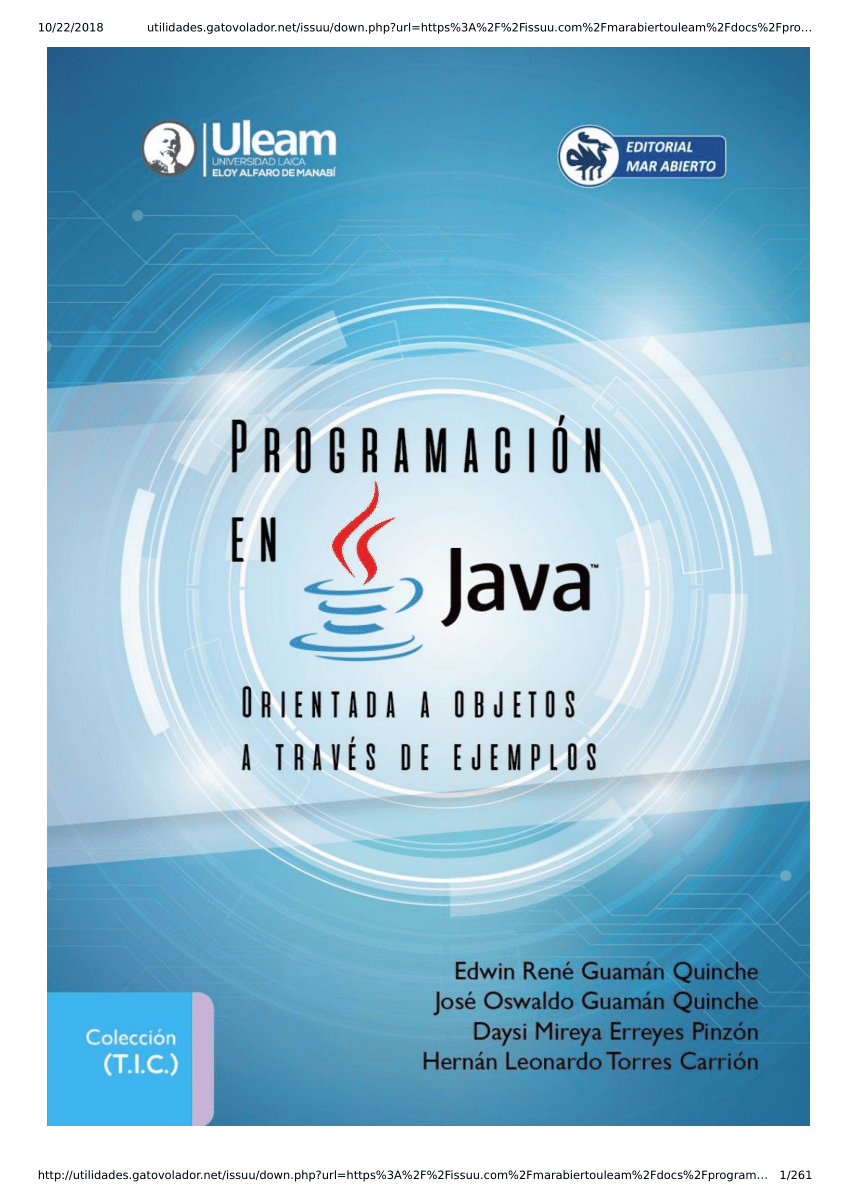 10/22/2018 utilidades.gatovolador.net/issuu/down.php?url=https%3A%2F%2Fissuu.com%2Fmarabiertouleam%2Fdocs%2Fpro…
Uleam
UNIVERSIDAD LAICA
ELOY ALFARO DE MANABÍ
EDITORIAL
MAR ABIERTO
PROGRAMACIÓN
EN
Java™
ORIENTADA A OBJETOS
A TRAVÉS DE EJEMPLOS
Edwin René Guamán Quinche
José Oswaldo Guamán Quinche
Daysi Mireya Erreyes Pinzón
Hernán Leonardo Torres Carrión
Colección
(T.I.C.)
http://utilidades.gatovolador.net/issuu/down.php?url=https%3A%2F%2Fissuu.com%2Fmarabiertouleam%2Fdocs%2Fprogram… 1/261